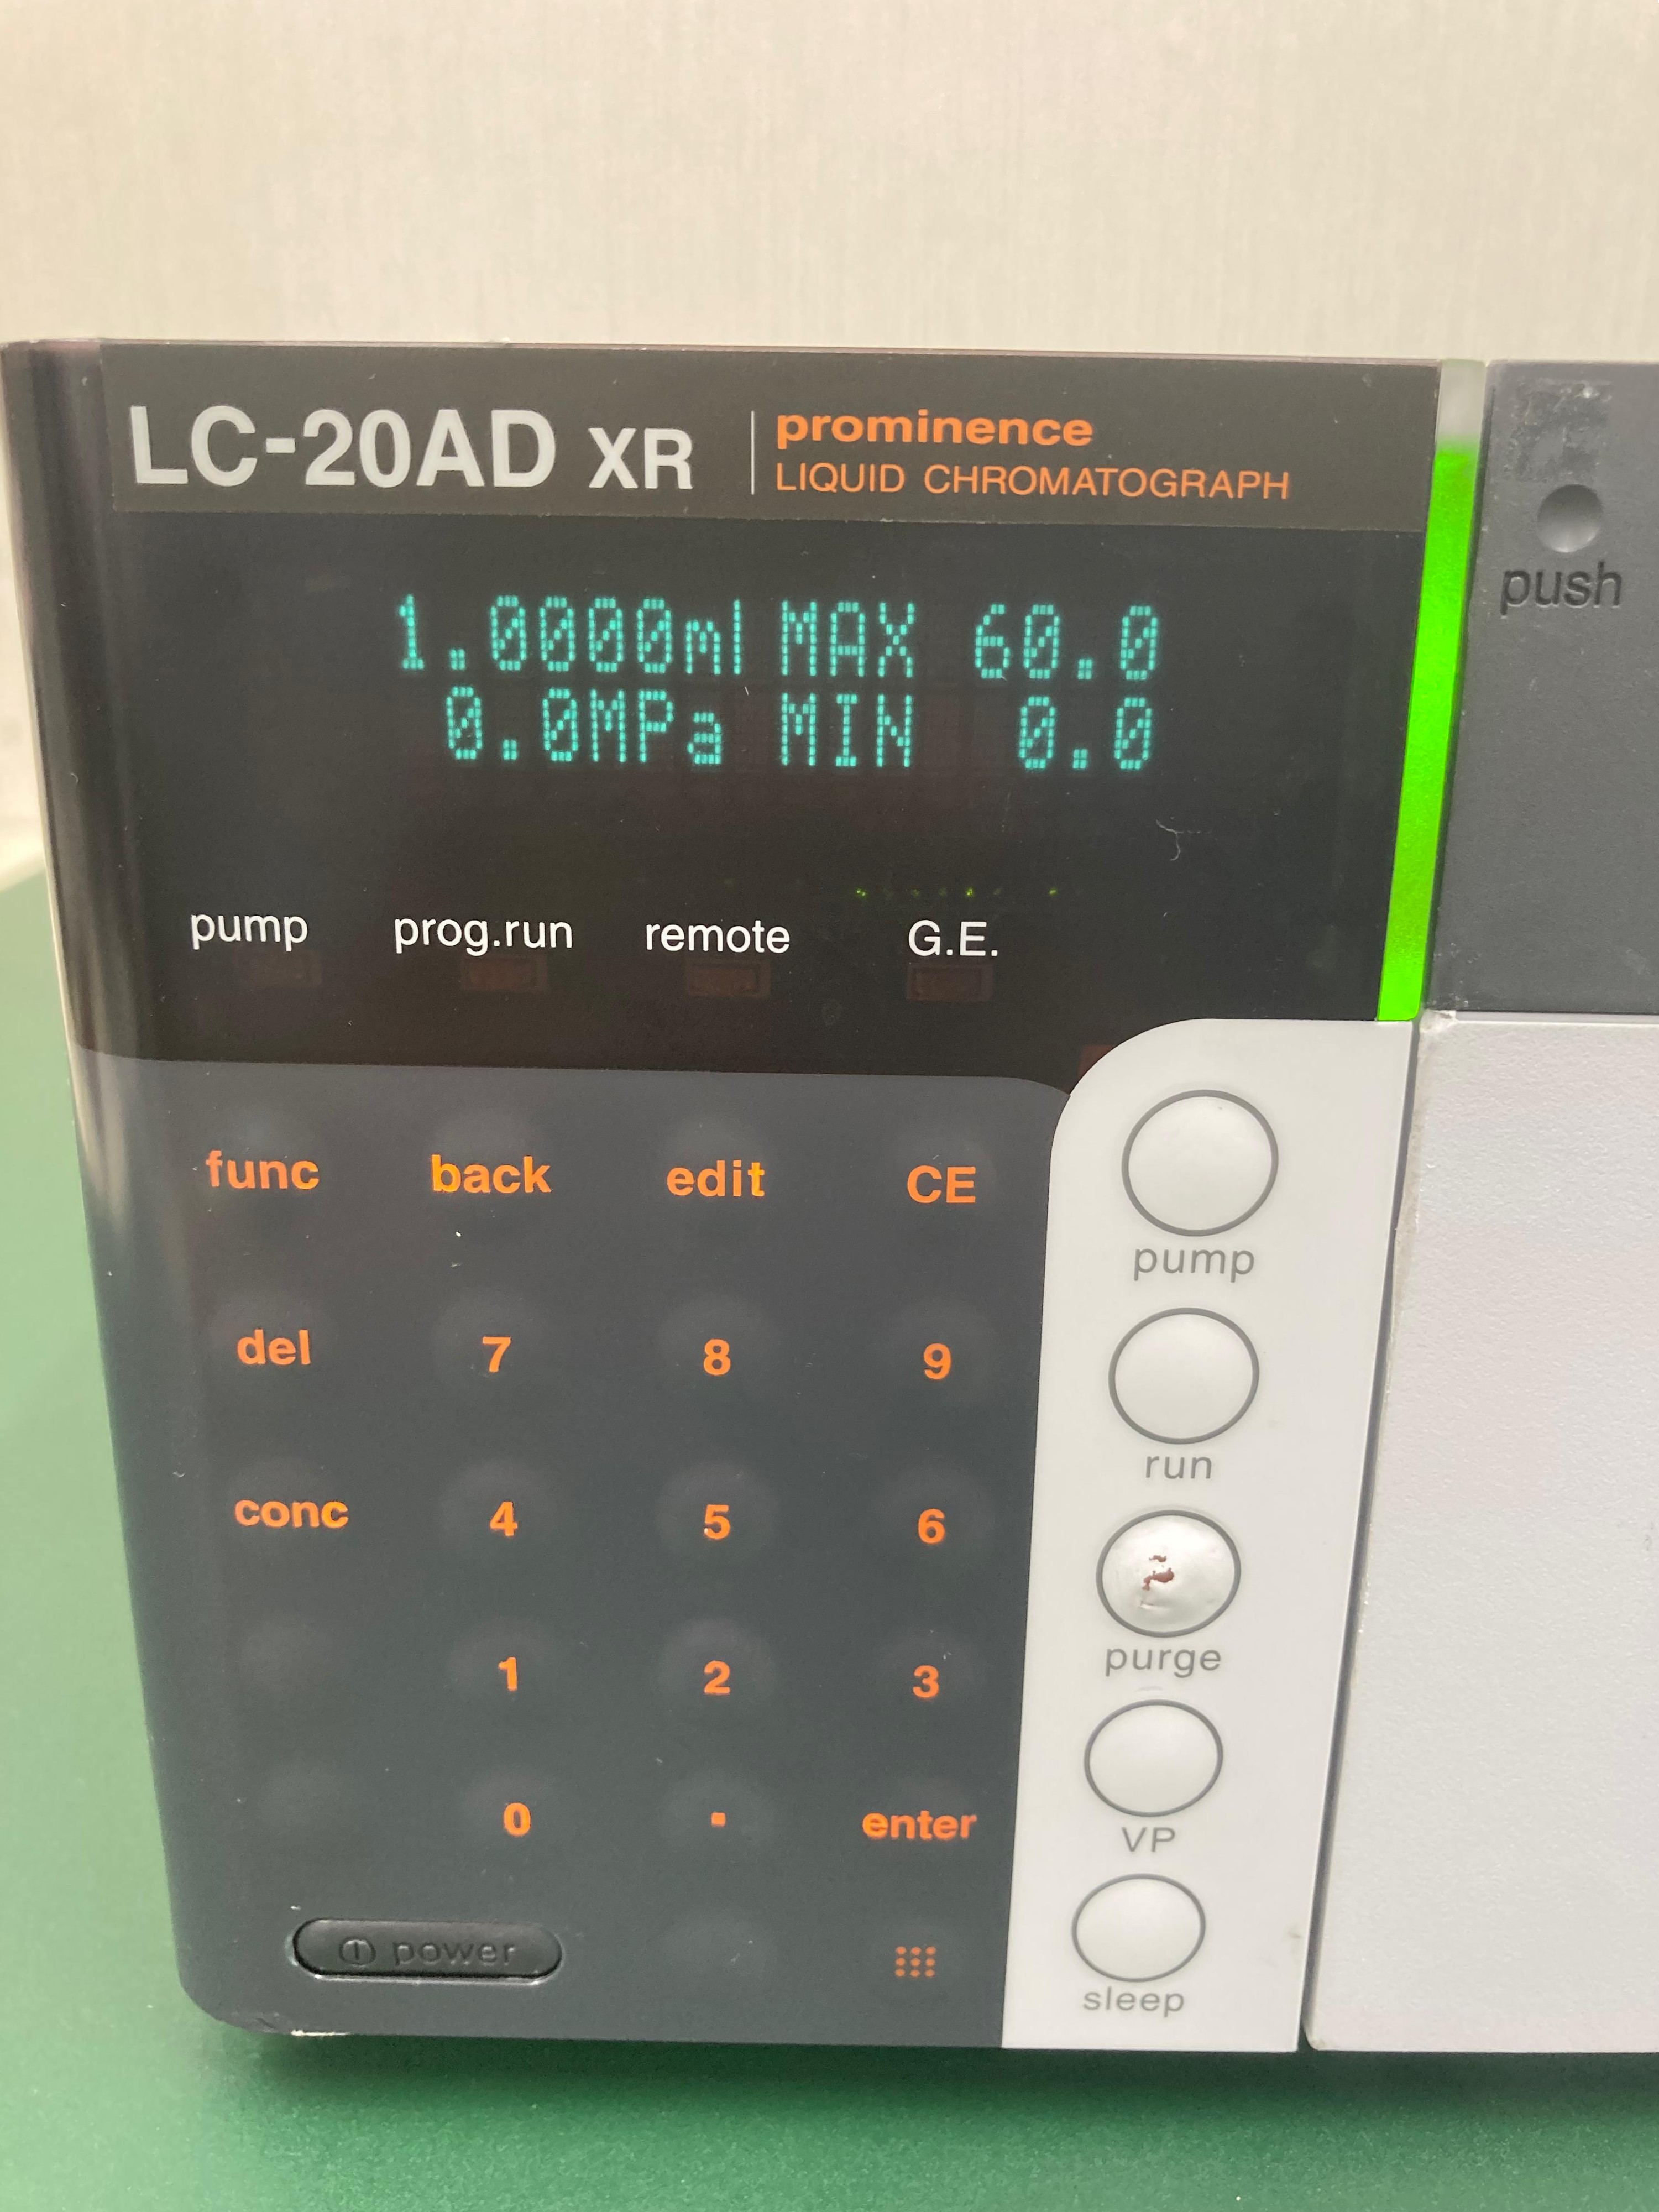 LC-20AD XR
prominence
LIQUID CHROMATOGRAPH
push
1.0000ml MAX 60.0
0.0MPa MIN 0.0
pump prog.run remote G.E.
func back edit CE
pump
del 7 8 9
run
conc 4 5 6
purge
1 2 3
VP
0 . enter
power
sleep